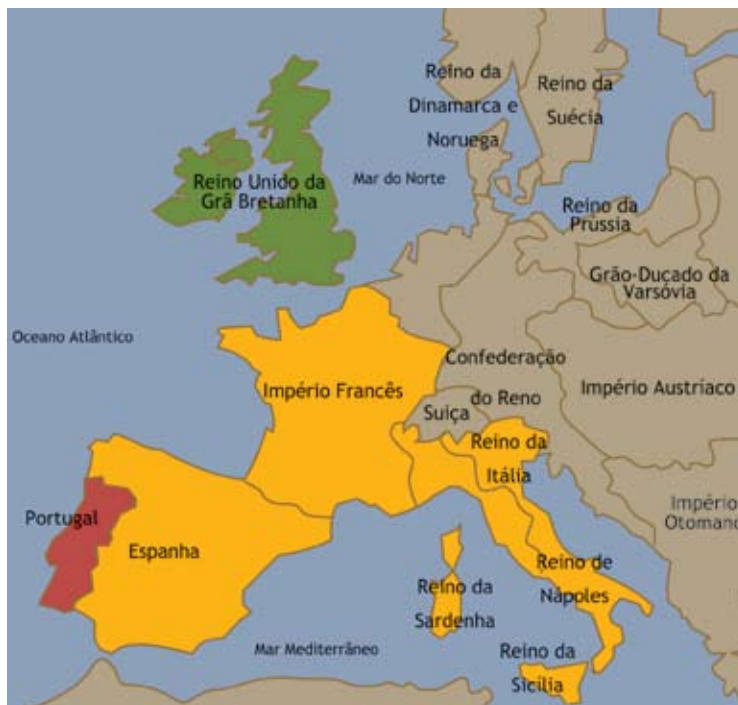 Reino da
Dinamarca e
Noruega
Reino da
Suécia
Mar do Norte
Reino Unido da
Grã Bretanha
Reino da
Prússia
Grão-Ducado da
Varsóvia
Oceano Atlântico
Confederação
do Reno
Império Francês
Império Austríaco
Suiça
Reino da
Itália
Império
Otomano
Portugal
Espanha
Reino de
Nápoles
Reino da
Sardenha
Mar Mediterrâneo
Reino da
Sicilia